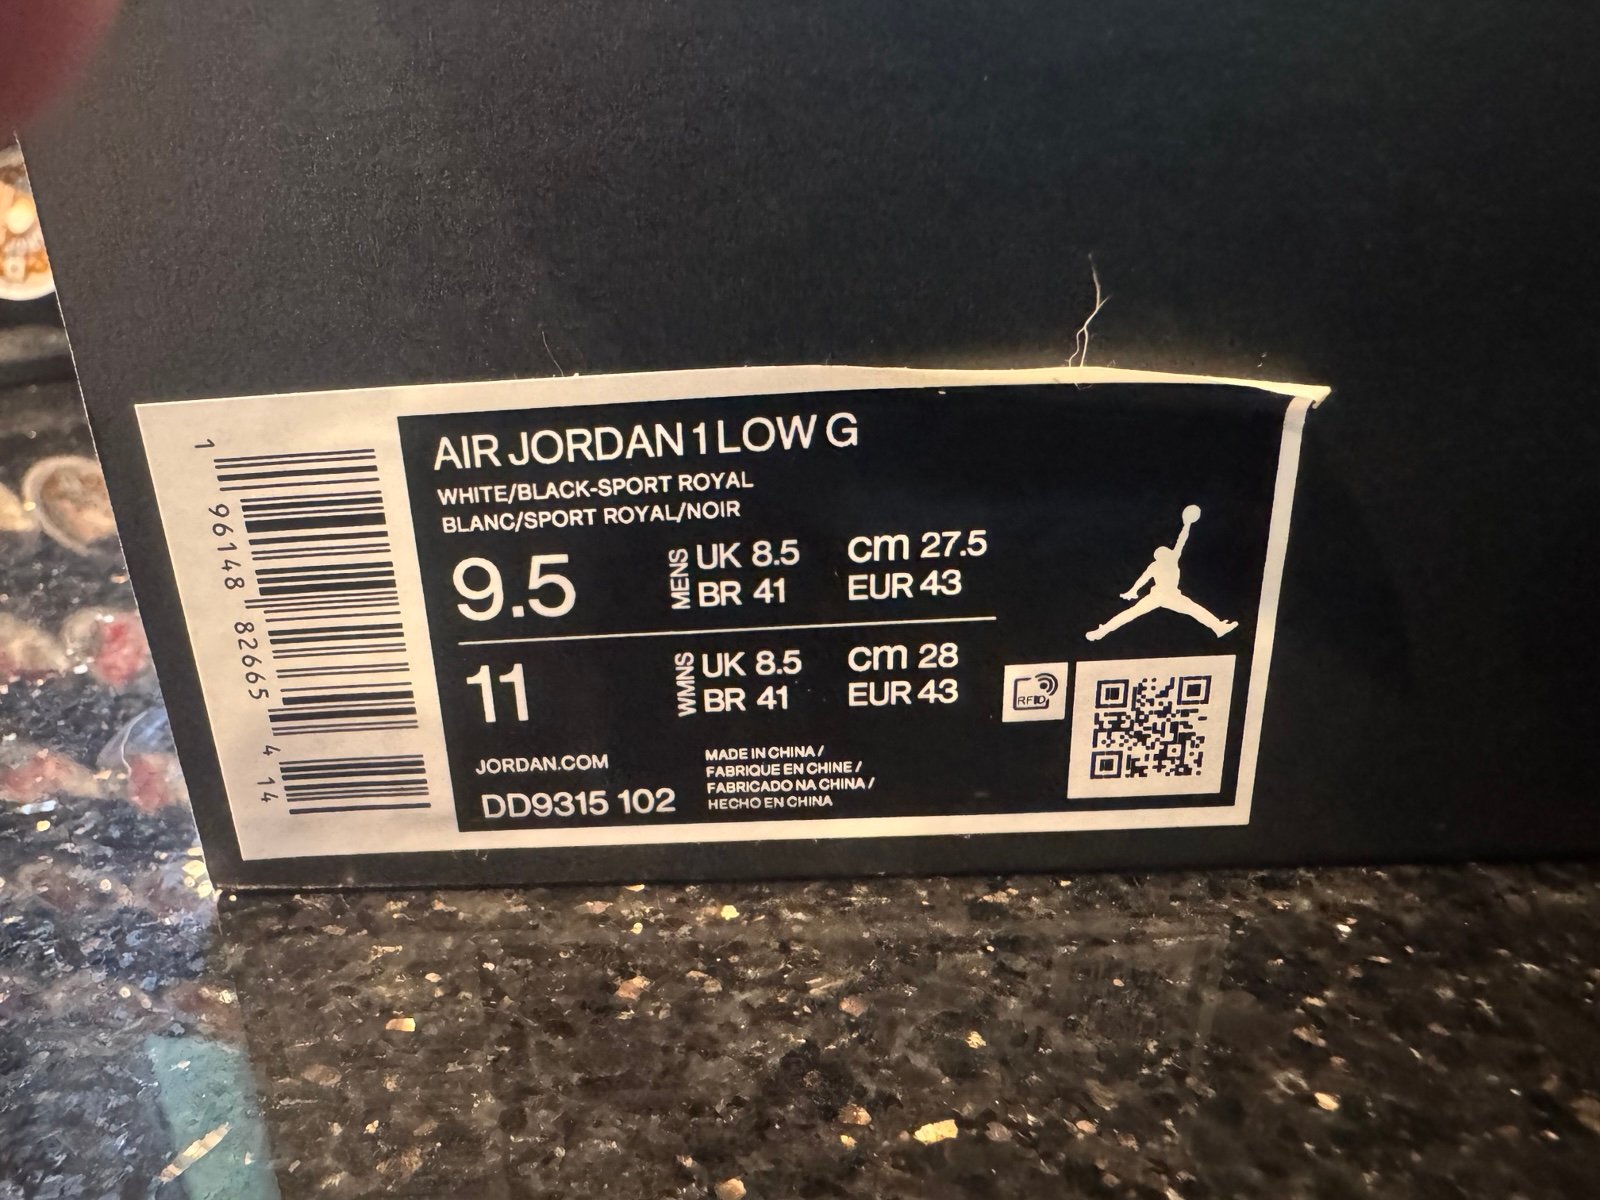 AIR JORDAN 1 LOW G
WHITE/BLACK-SPORT ROYAL
BLANC/SPORT ROYAL/NOIR
9.5
MENS
UK 8.5
cm 27.5
BR 41
EUR 43
11
WMNS
UK 8.5
cm 28
BR 41
EUR 43
RFID
JORDAN.COM
DD9315 102
MADE IN CHINA /
FABRIQUE EN CHINE /
FABRICADO NA CHINA /
HECHO EN CHINA
1 96148 82665 4 14